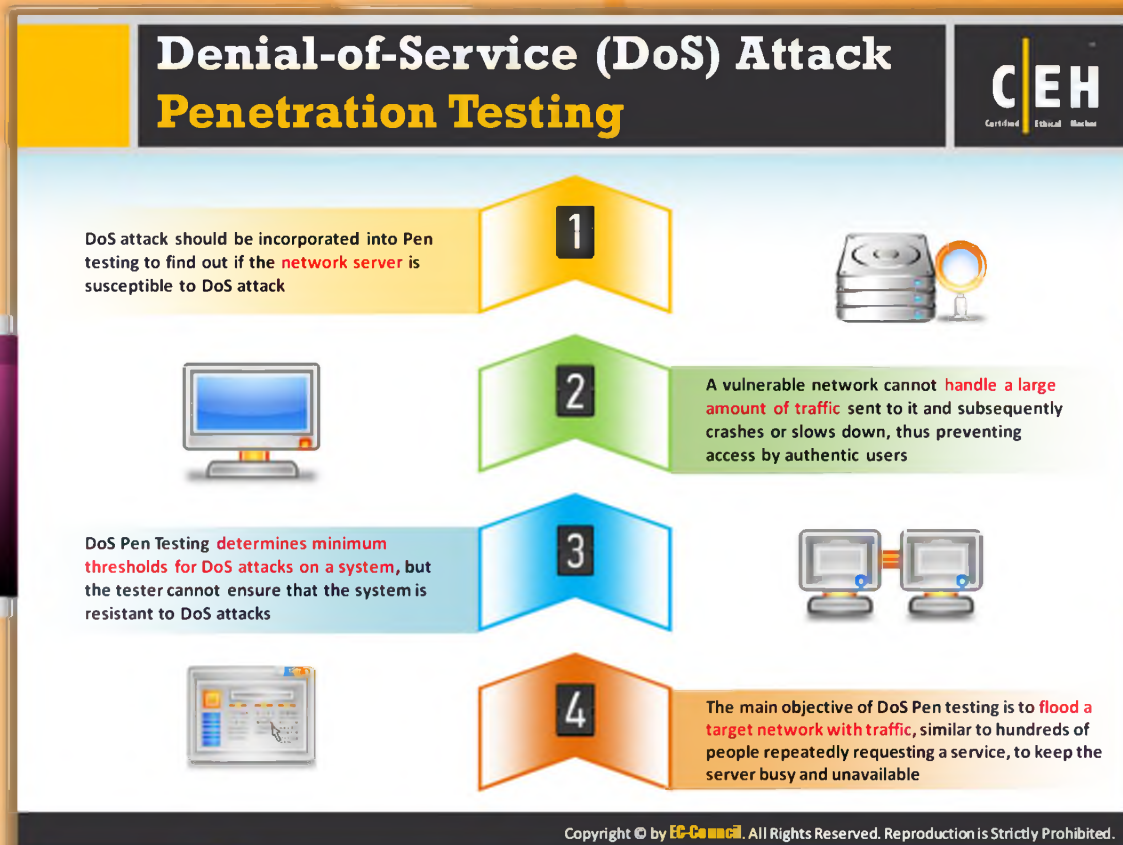 Denial-of-Service (DoS) Attack
Penetration Testing
CEH
Certified Ethical Hacker
1
DoS attack should be incorporated into Pen
testing to find out if the network server is
susceptible to DoS attack
2
A vulnerable network cannot handle a large
amount of traffic sent to it and subsequently
crashes or slows down, thus preventing
access by authentic users
3
DoS Pen Testing determines minimum
thresholds for DoS attacks on a system, but
the tester cannot ensure that the system is
resistant to DoS attacks
4
The main objective of DoS Pen testing is to flood a
target network with traffic, similar to hundreds of
people repeatedly requesting a service, to keep the
server busy and unavailable
Copyright © by EC-Council. All Rights Reserved. Reproduction is Strictly Prohibited.